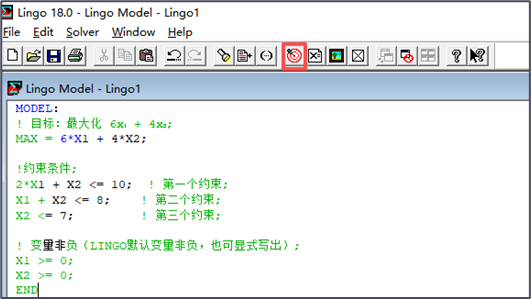 Lingo 18.0 - Lingo Model - Lingo1
File Edit Solver Window Help
Lingo Model - Lingo1
MODEL:
! 目标：最大化 6x₁ + 4x₂;
MAX = 6*X1 + 4*X2;
!约束条件;
2*X1 + X2 <= 10; ! 第一个约束;
X1 + X2 <= 8; ! 第二个约束;
X2 <= 7; ! 第三个约束;
! 变量非负（LINGO默认变量非负，也可显式写出）;
X1 >= 0;
X2 >= 0;
END